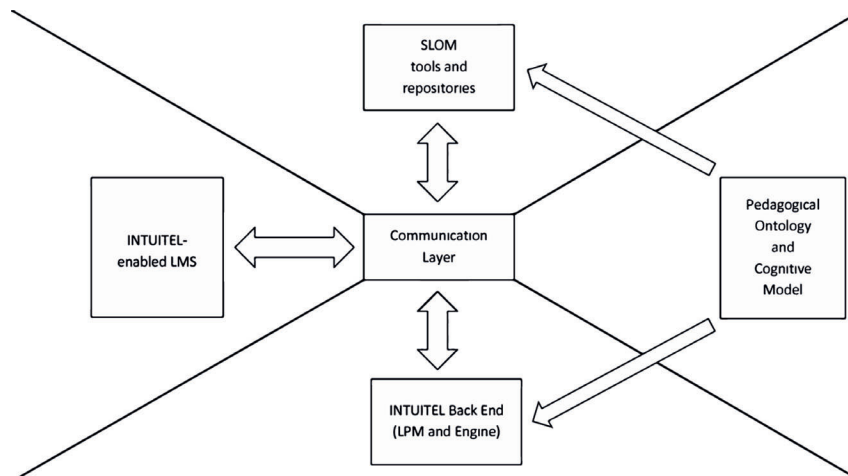 SLOM
tools and
repositories
INTUITEL-
enabled LMS
Communication
Layer
Pedagogical
Ontology
and
Cognitive
Model
INTUITEL Back End
(LPM and Engine)